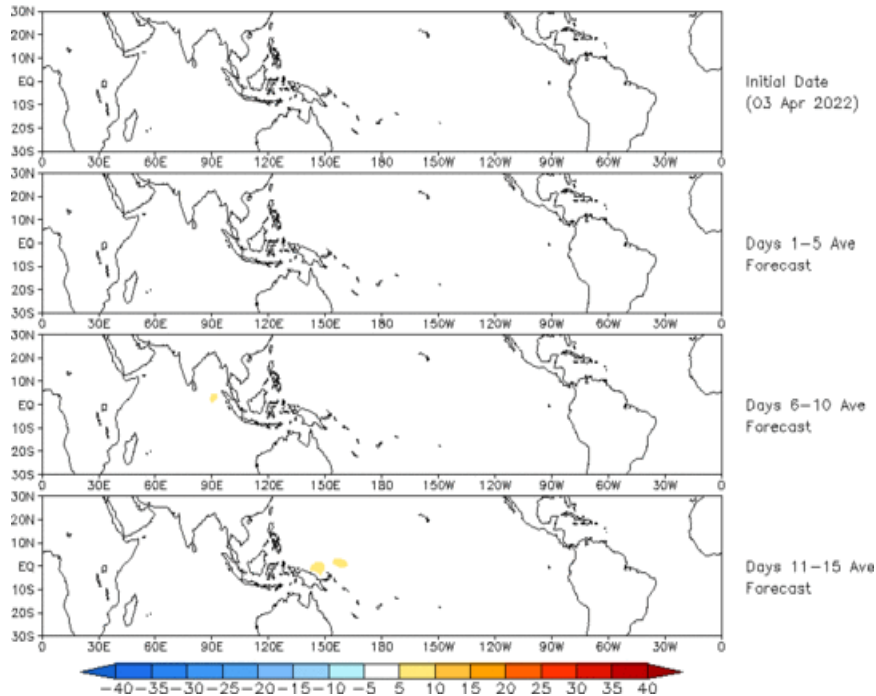 30N
20N
10N
EQ
10S
20S
30S
0 30E 60E 90E 120E 150E 180 150W 120W 90W 60W 30W 0
Initial Date
(03 Apr 2022)
30N
20N
10N
EQ
10S
20S
30S
0 30E 60E 90E 120E 150E 180 150W 120W 90W 60W 30W 0
Days 1-5 Ave
Forecast
30N
20N
10N
EQ
10S
20S
30S
0 30E 60E 90E 120E 150E 180 150W 120W 90W 60W 30W 0
Days 6-10 Ave
Forecast
30N
20N
10N
EQ
10S
20S
30S
0 30E 60E 90E 120E 150E 180 150W 120W 90W 60W 30W 0
Days 11-15 Ave
Forecast
-40 -35 -30 -25 -20 -15 -10 -5 5 10 15 20 25 30 35 40